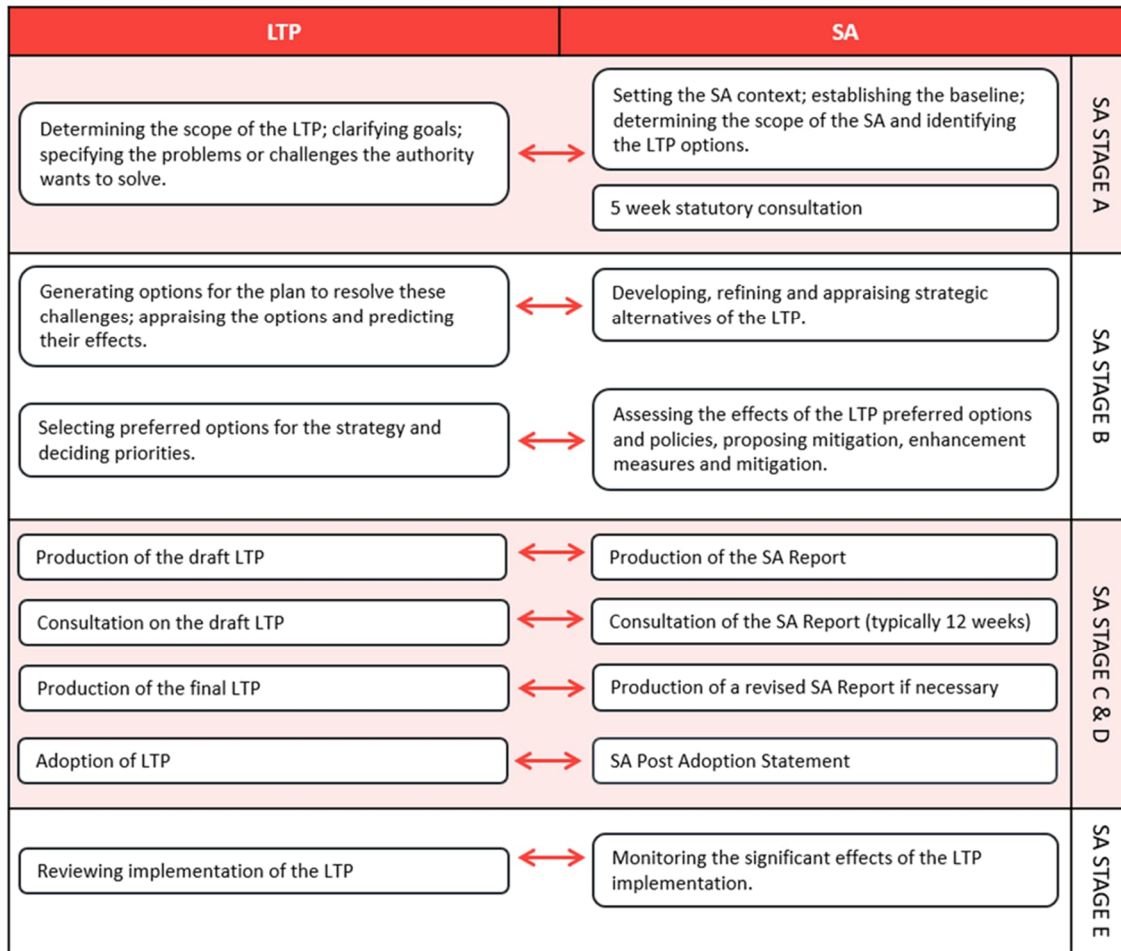 LTP
SA
Determining the scope of the LTP; clarifying goals;
specifying the problems or challenges the authority
wants to solve.
Setting the SA context; establishing the baseline;
determining the scope of the SA and identifying
the LTP options.
5 week statutory consultation
SA STAGE A
Generating options for the plan to resolve these
challenges; appraising the options and predicting
their effects.
Developing, refining and appraising strategic
alternatives of the LTP.
Selecting preferred options for the strategy and
deciding priorities.
Assessing the effects of the LTP preferred options
and policies, proposing mitigation, enhancement
measures and mitigation.
SA STAGE B
Production of the draft LTP
Production of the SA Report
Consultation on the draft LTP
Consultation of the SA Report (typically 12 weeks)
Production of the final LTP
Production of a revised SA Report if necessary
Adoption of LTP
SA Post Adoption Statement
SA STAGE C & D
Reviewing implementation of the LTP
Monitoring the significant effects of the LTP
implementation.
SA STAGE E